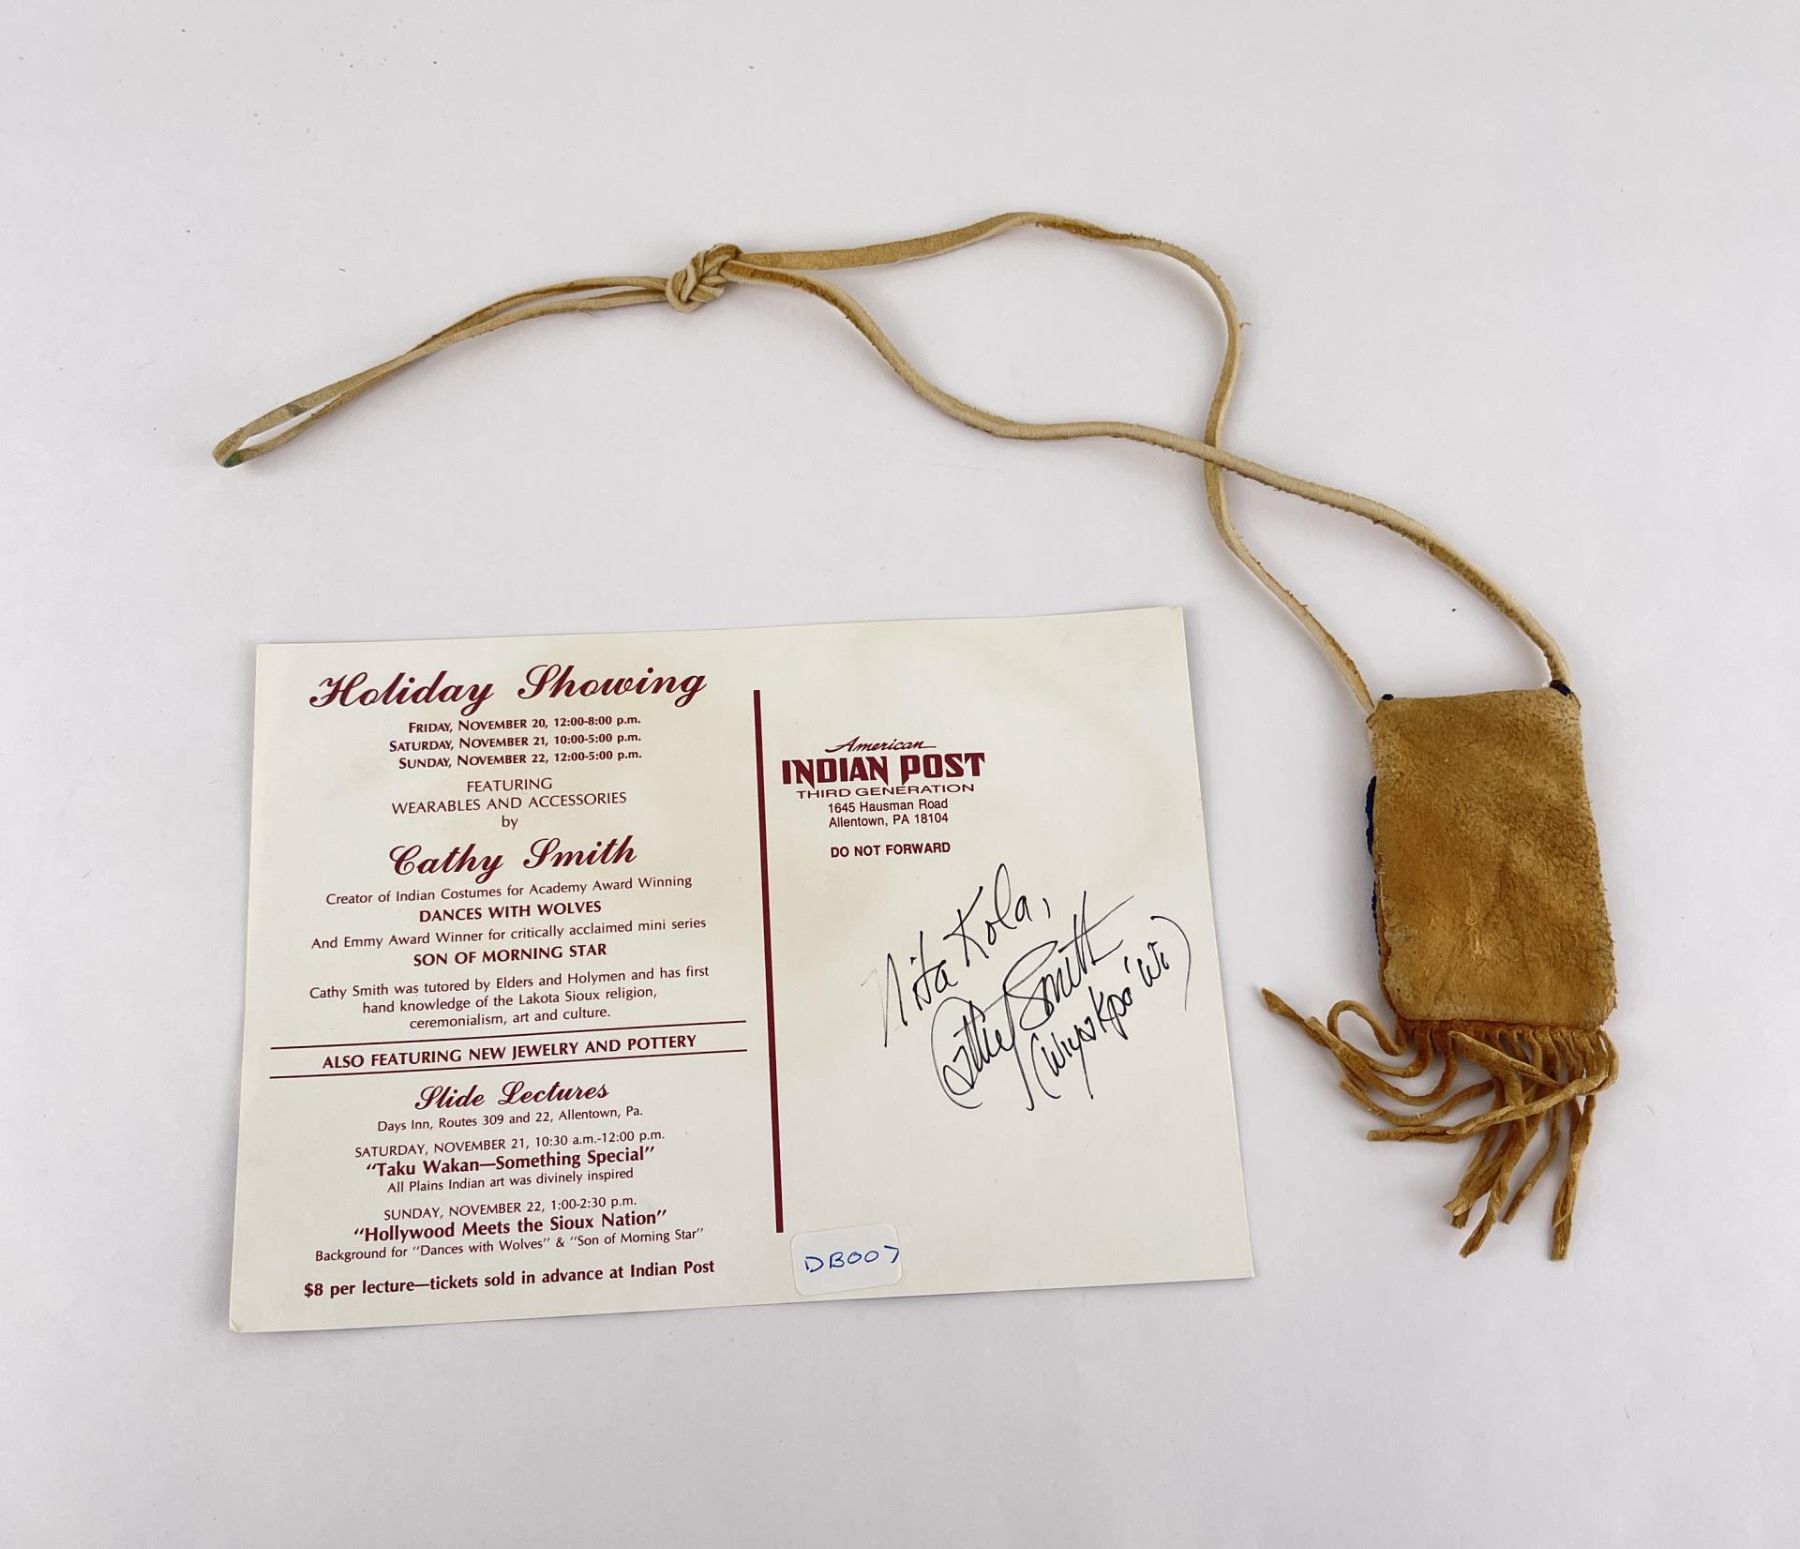 Holiday Showing
FRIDAY, NOVEMBER 20, 12:00-8:00 p.m.
SATURDAY, NOVEMBER 21, 10:00-5:00 p.m.
SUNDAY, NOVEMBER 22, 12:00-5:00 p.m.
FEATURING
WEARABLES AND ACCESSORIES
by
Cathy Smith
Creator of Indian Costumes for Academy Award Winning
DANCES WITH WOLVES
And Emmy Award Winner for critically acclaimed mini series
SON OF MORNING STAR
Cathy Smith was tutored by Elders and Holymen and has first
hand knowledge of the Lakota Sioux religion,
ceremonialism, art and culture.
ALSO FEATURING NEW JEWELRY AND POTTERY
Slide Lectures
Days Inn, Routes 309 and 22, Allentown, Pa.
SATURDAY, NOVEMBER 21, 10:30 a.m.-12:00 p.m.
"Taku Wakan—Something Special"
All Plains Indian art was divinely inspired
SUNDAY, NOVEMBER 22, 1:00-2:30 p.m.
"Hollywood Meets the Sioux Nation"
Background for "Dances with Wolves" & "Son of Morning Star"
$8 per lecture—tickets sold in advance at Indian Post
American
INDIAN POST
THIRD GENERATION
1645 Hausman Road
Allentown, PA 18104
DO NOT FORWARD
Nita Kola,
Cathy Smith
DB007